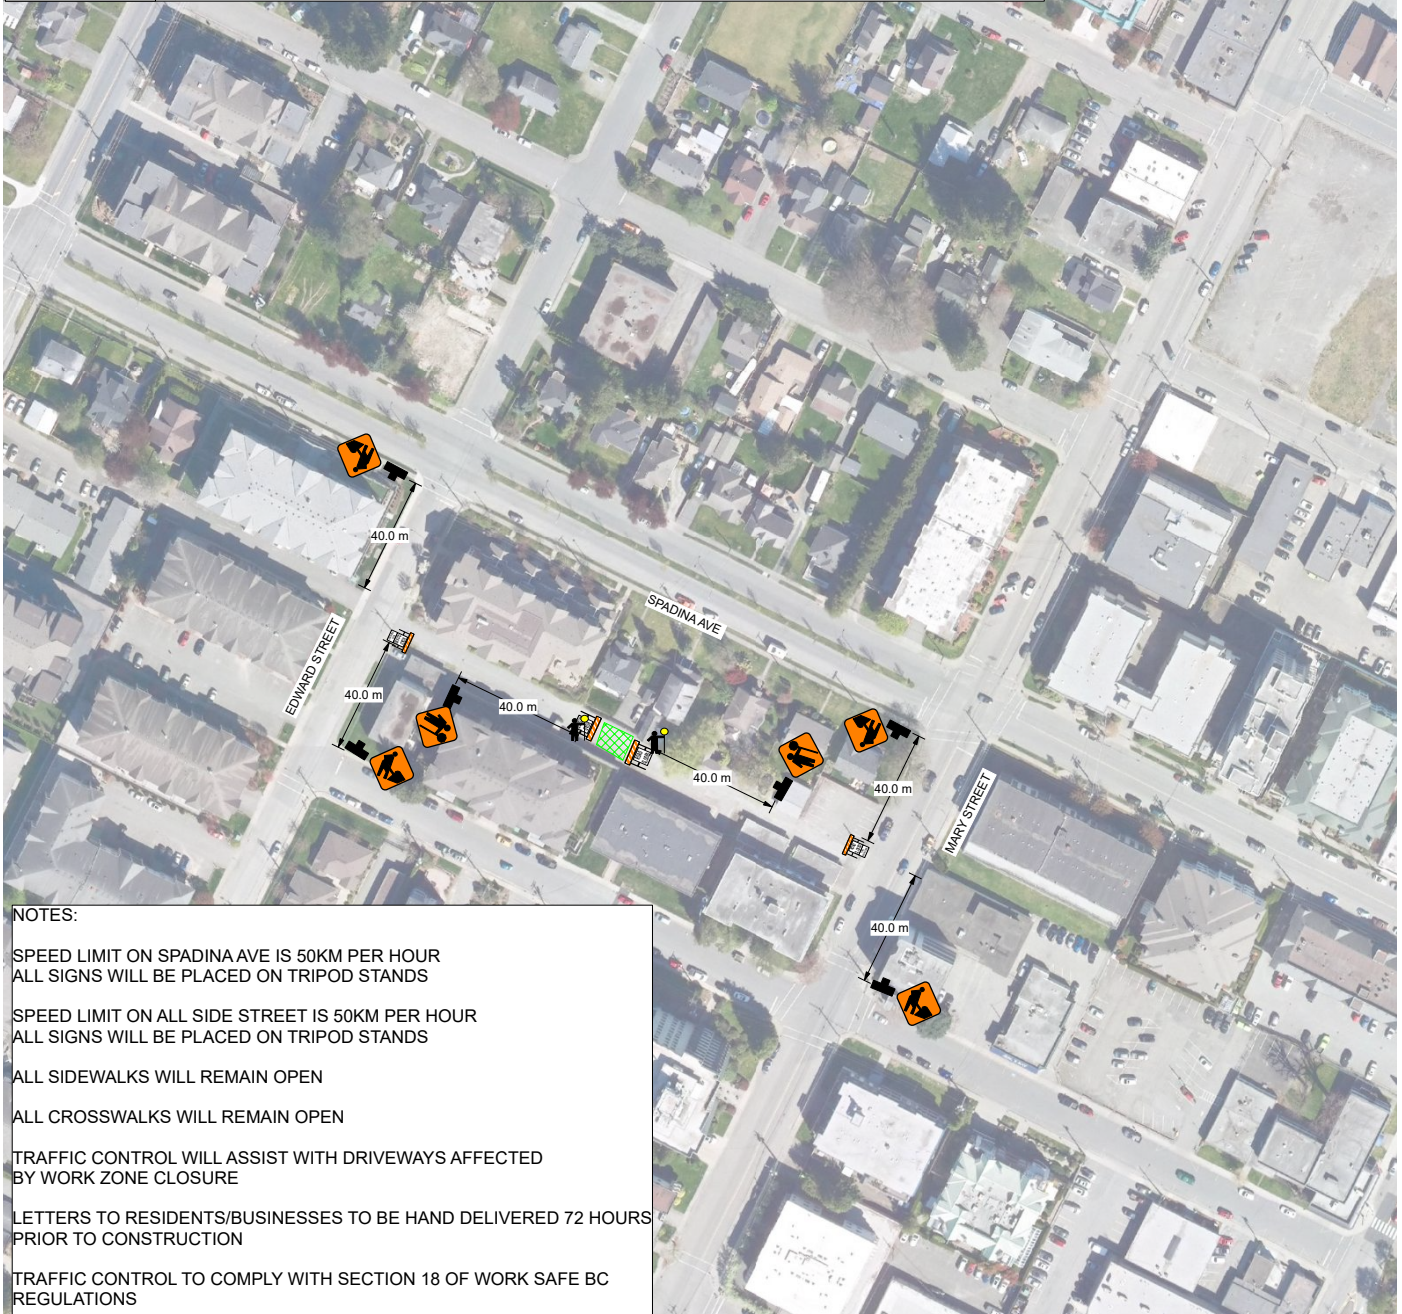 40.0 m
SPADINA AVE
EDWARD STREET
40.0 m
40.0 m
40.0 m
40.0 m
MARY STREET
40.0 m
NOTES:
SPEED LIMIT ON SPADINA AVE IS 50KM PER HOUR
ALL SIGNS WILL BE PLACED ON TRIPOD STANDS
SPEED LIMIT ON ALL SIDE STREET IS 50KM PER HOUR
ALL SIGNS WILL BE PLACED ON TRIPOD STANDS
ALL SIDEWALKS WILL REMAIN OPEN
ALL CROSSWALKS WILL REMAIN OPEN
TRAFFIC CONTROL WILL ASSIST WITH DRIVEWAYS AFFECTED
BY WORK ZONE CLOSURE
LETTERS TO RESIDENTS/BUSINESSES TO BE HAND DELIVERED 72 HOURS
PRIOR TO CONSTRUCTION
TRAFFIC CONTROL TO COMPLY WITH SECTION 18 OF WORK SAFE BC
REGULATIONS